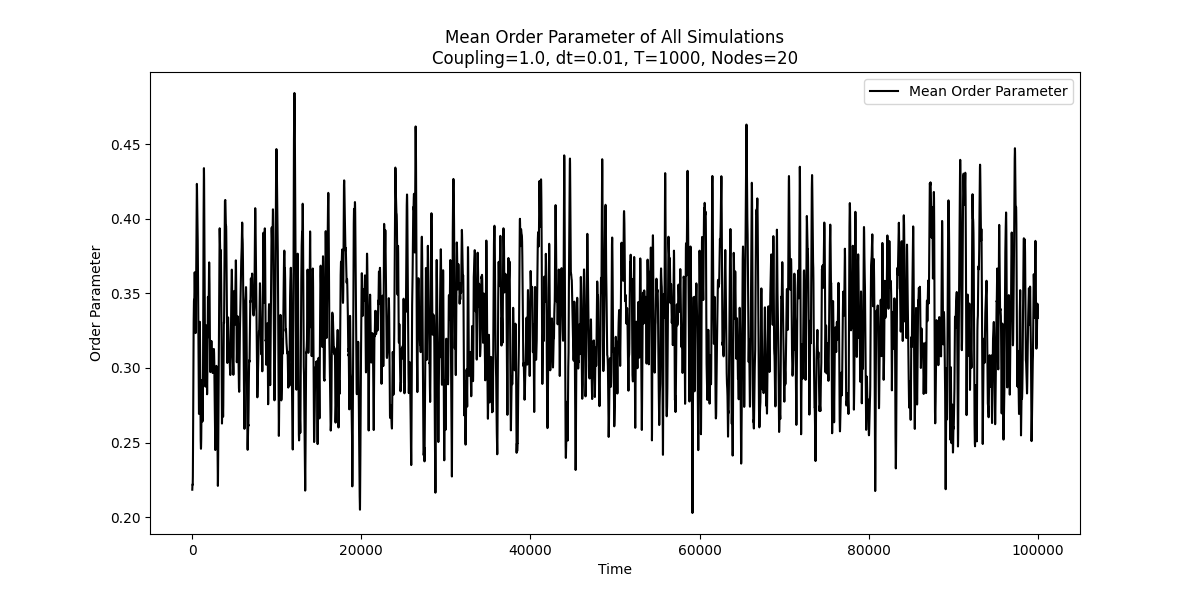 Mean Order Parameter of All Simulations
Coupling=1.0, dt=0.01, T=1000, Nodes=20
Mean Order Parameter
0.45
0.40
0.35
0.30
0.25
0.20
Order Parameter
0 20000 40000 60000 80000 100000
Time